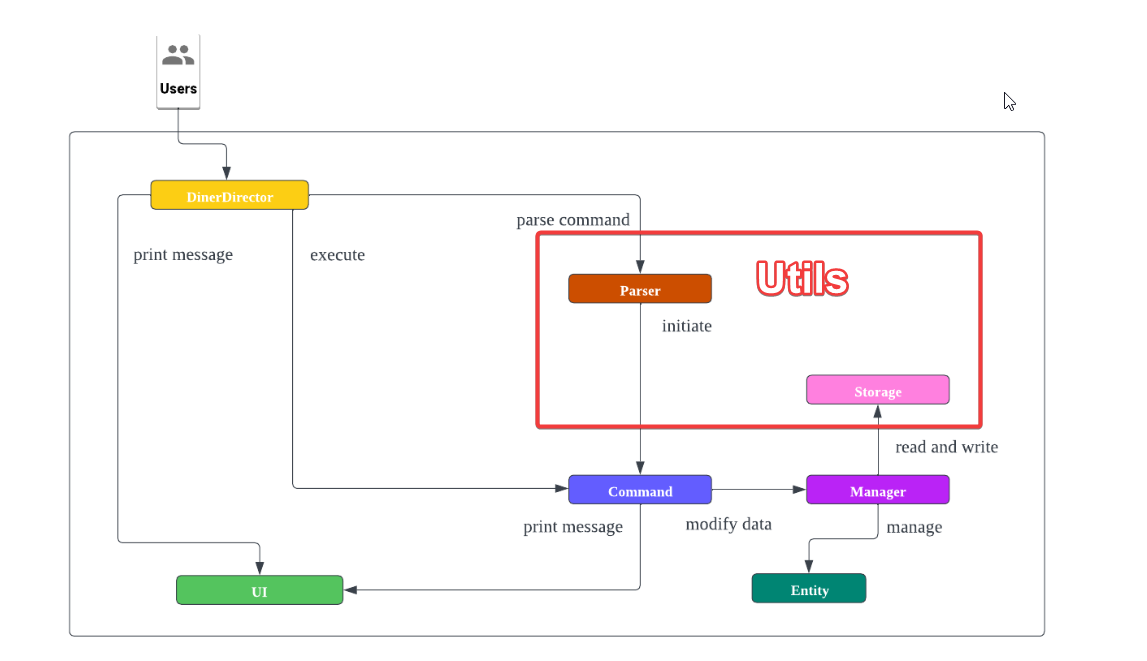 Users
DinerDirector
parse command
print message
execute
Utils
Parser
initiate
Storage
read and write
Command
Manager
print message
modify data
manage
UI
Entity